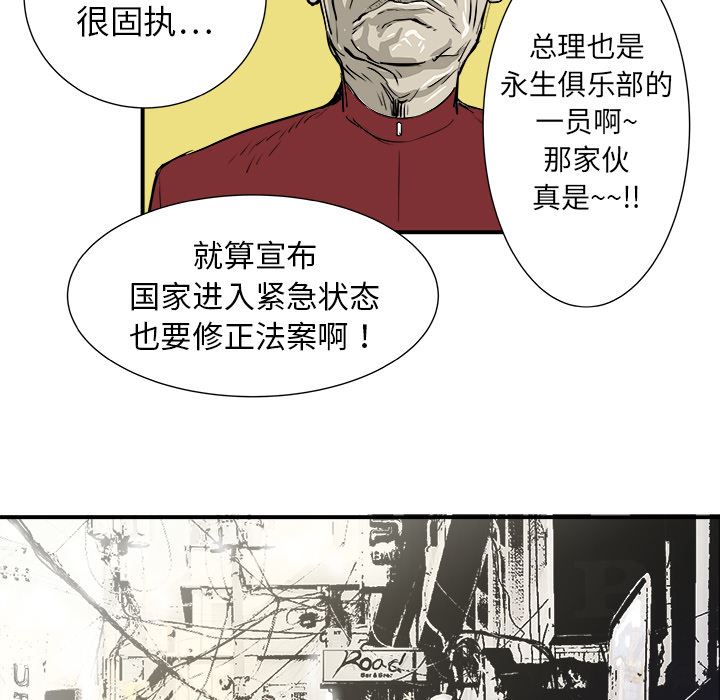 很固执...
总理也是
永生俱乐部的
一员啊~
那家伙
真是~~!!
就算宣布
国家进入紧急状态
也要修正法案啊！
Road!